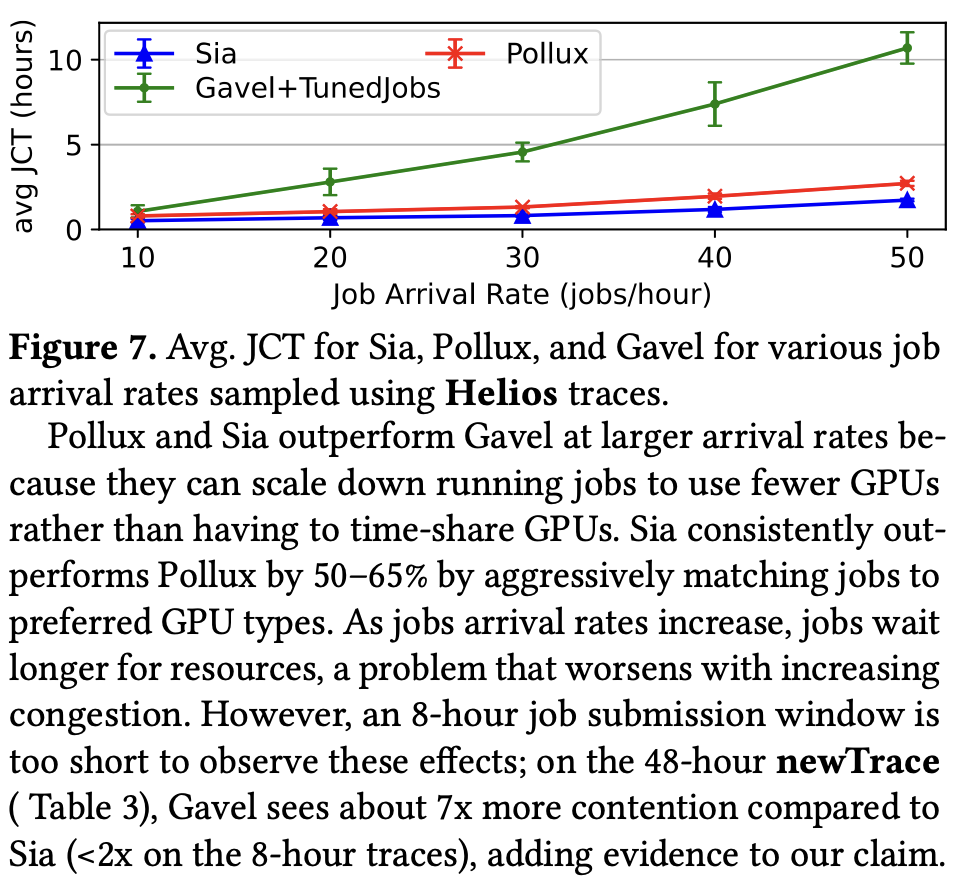 avg JCT (hours)
10
5
0
Sia
Pollux
Gavel+TunedJobs
10 20 30 40 50
Job Arrival Rate (jobs/hour)
Figure 7. Avg. JCT for Sia, Pollux, and Gavel for various job
arrival rates sampled using Helios traces.
Pollux and Sia outperform Gavel at larger arrival rates be-
cause they can scale down running jobs to use fewer GPUs
rather than having to time-share GPUs. Sia consistently out-
performs Pollux by 50–65% by aggressively matching jobs to
preferred GPU types. As jobs arrival rates increase, jobs wait
longer for resources, a problem that worsens with increasing
congestion. However, an 8-hour job submission window is
too short to observe these effects; on the 48-hour newTrace
( Table 3), Gavel sees about 7x more contention compared to
Sia (<2x on the 8-hour traces), adding evidence to our claim.